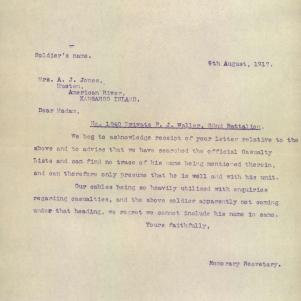 Soldier's name.
9th August, 1917.
Mrs. A. J. Jones,
Muston,
American River,
KANGAROO ISLAND.
Dear Madam,
No. 1840 Private F. J. Waller, 52nd Battalion.
We beg to acknowledge receipt of your letter relative to the
above and to advise that we have searched the official Casualty
Lists and can find no trace of his name being mentioned therein,
and can therefore only presume that he is well and with his unit.
Our cables being so heavily utilised with enquiries
regarding casualties, and the above soldier apparently not coming
under that heading, we regret we cannot include his name in same.
Yours faithfully,
Honorary Secretary.